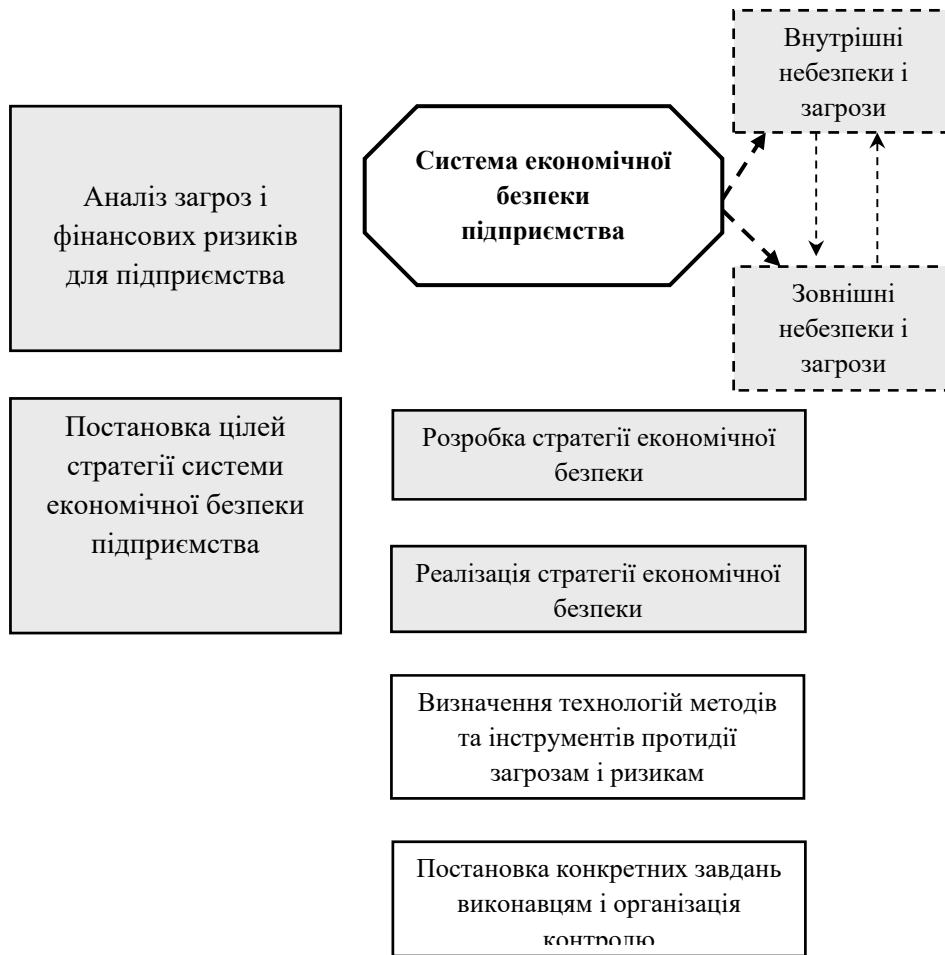 Внутрішні
небезпеки і
загрози
Система економічної
безпеки
підприємства
Аналіз загроз і
фінансових ризиків
для підприємства
Зовнішні
небезпеки і
загрози
Постановка цілей
стратегії системи
економічної безпеки
підприємства
Розробка стратегії економічної
безпеки
Реалізація стратегії економічної
безпеки
Визначення технологій методів
та інструментів протидії
загрозам і ризикам
Постановка конкретних завдань
виконавцям і організація
контролю